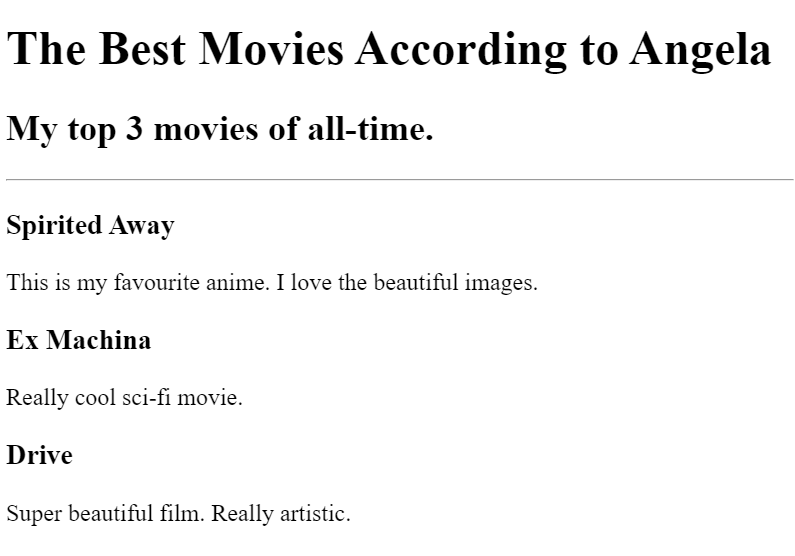 The Best Movies According to Angela
My top 3 movies of all-time.
Spirited Away
This is my favourite anime. I love the beautiful images.
Ex Machina
Really cool sci-fi movie.
Drive
Super beautiful film. Really artistic.